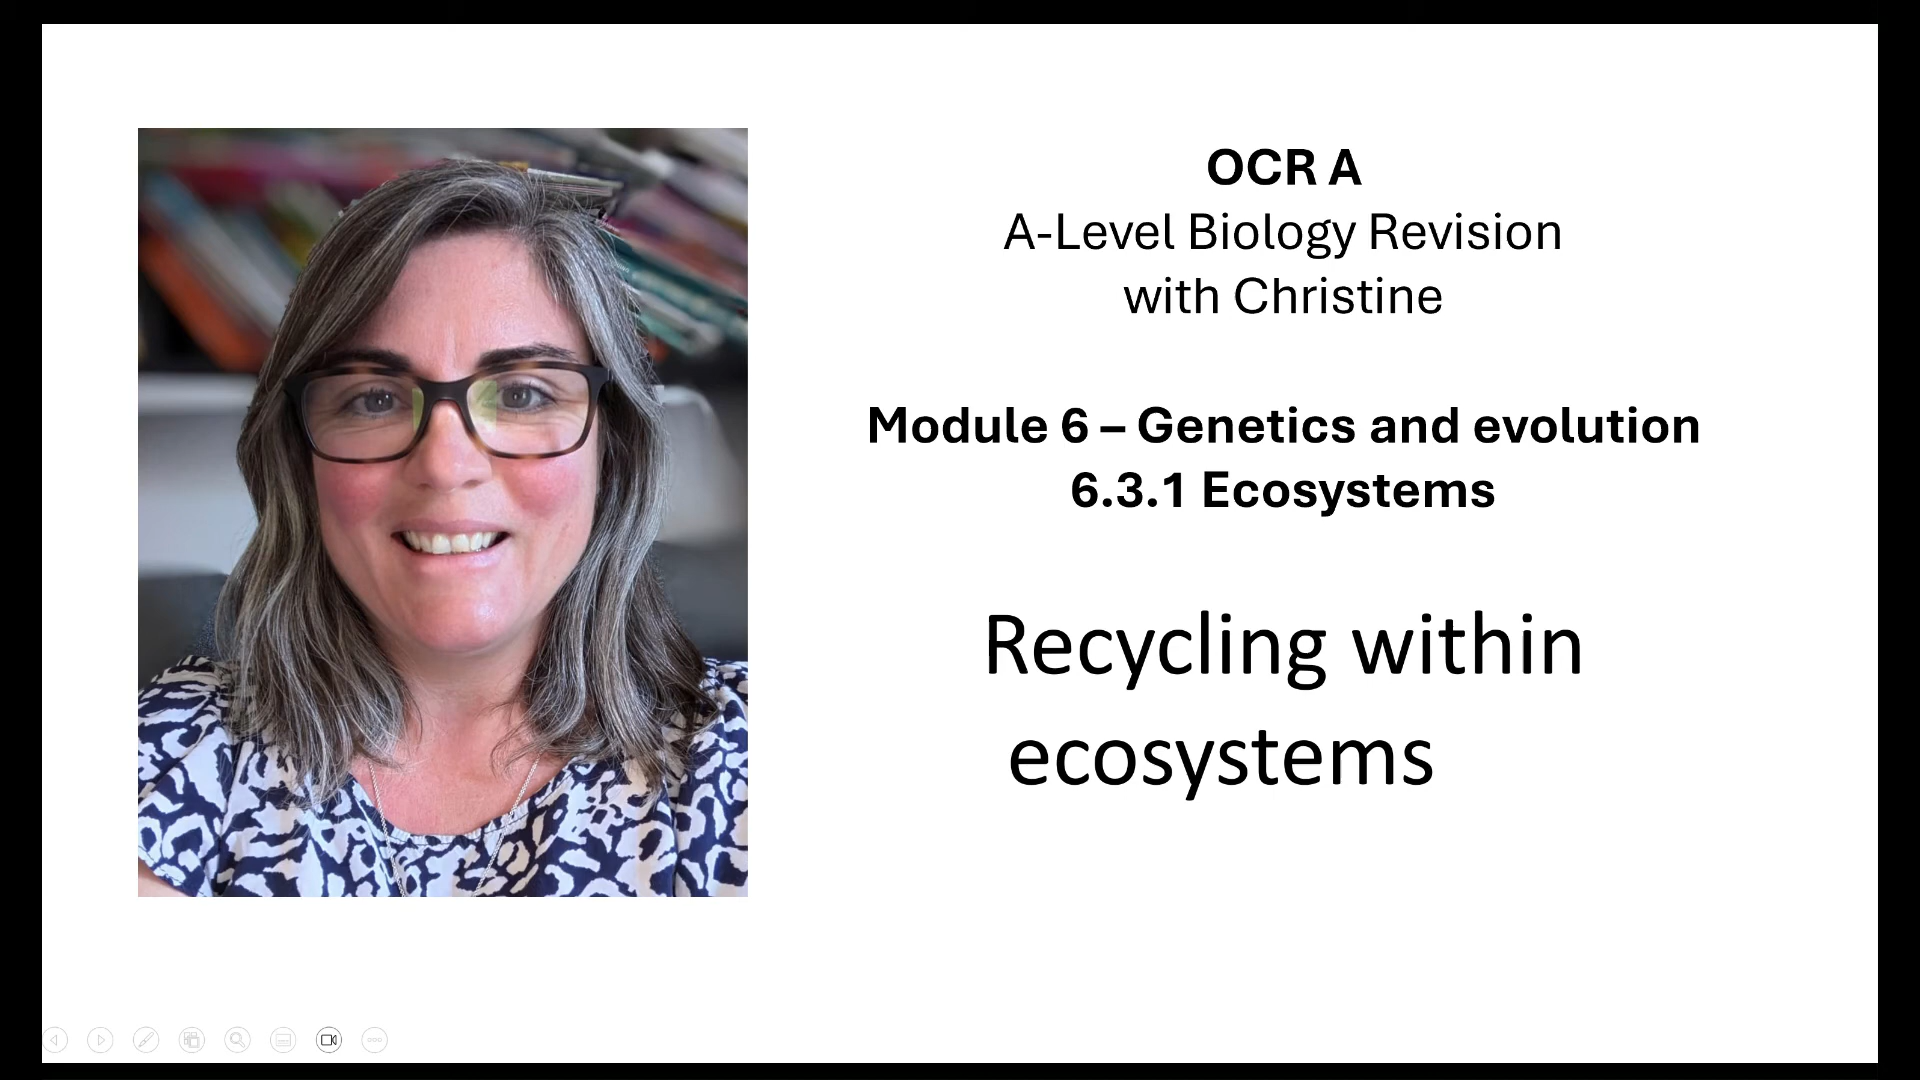 OCR A
A-Level Biology Revision
with Christine
Module 6 – Genetics and evolution
6.3.1 Ecosystems
Recycling within
ecosystems